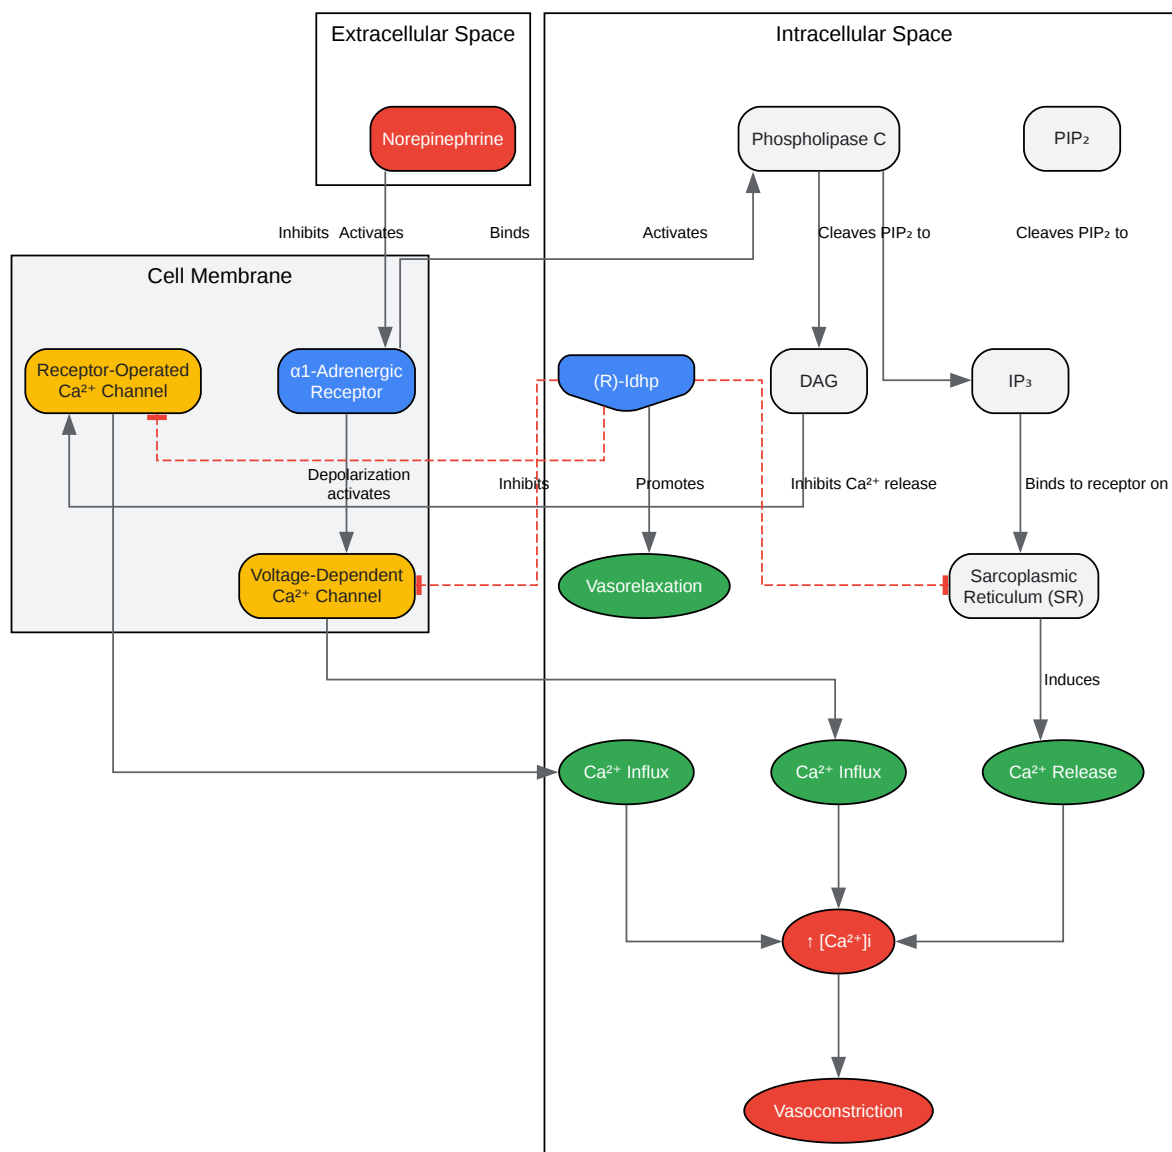 Extracellular Space
Intracellular Space
Norepinephrine
Phospholipase C
PIP₂
Inhibits
Activates
Binds
Activates
Cleaves PIP₂ to
Cleaves PIP₂ to
Cell Membrane
Receptor-Operated
Ca²⁺ Channel
α1-Adrenergic
Receptor
(R)-Idhp
DAG
IP₃
Depolarization
activates
Inhibits
Promotes
Inhibits Ca²⁺ release
Binds to receptor on
Voltage-Dependent
Ca²⁺ Channel
Vasorelaxation
Sarcoplasmic
Reticulum (SR)
Induces
Ca²⁺ Influx
Ca²⁺ Influx
Ca²⁺ Release
↑ [Ca²⁺]i
Vasoconstriction